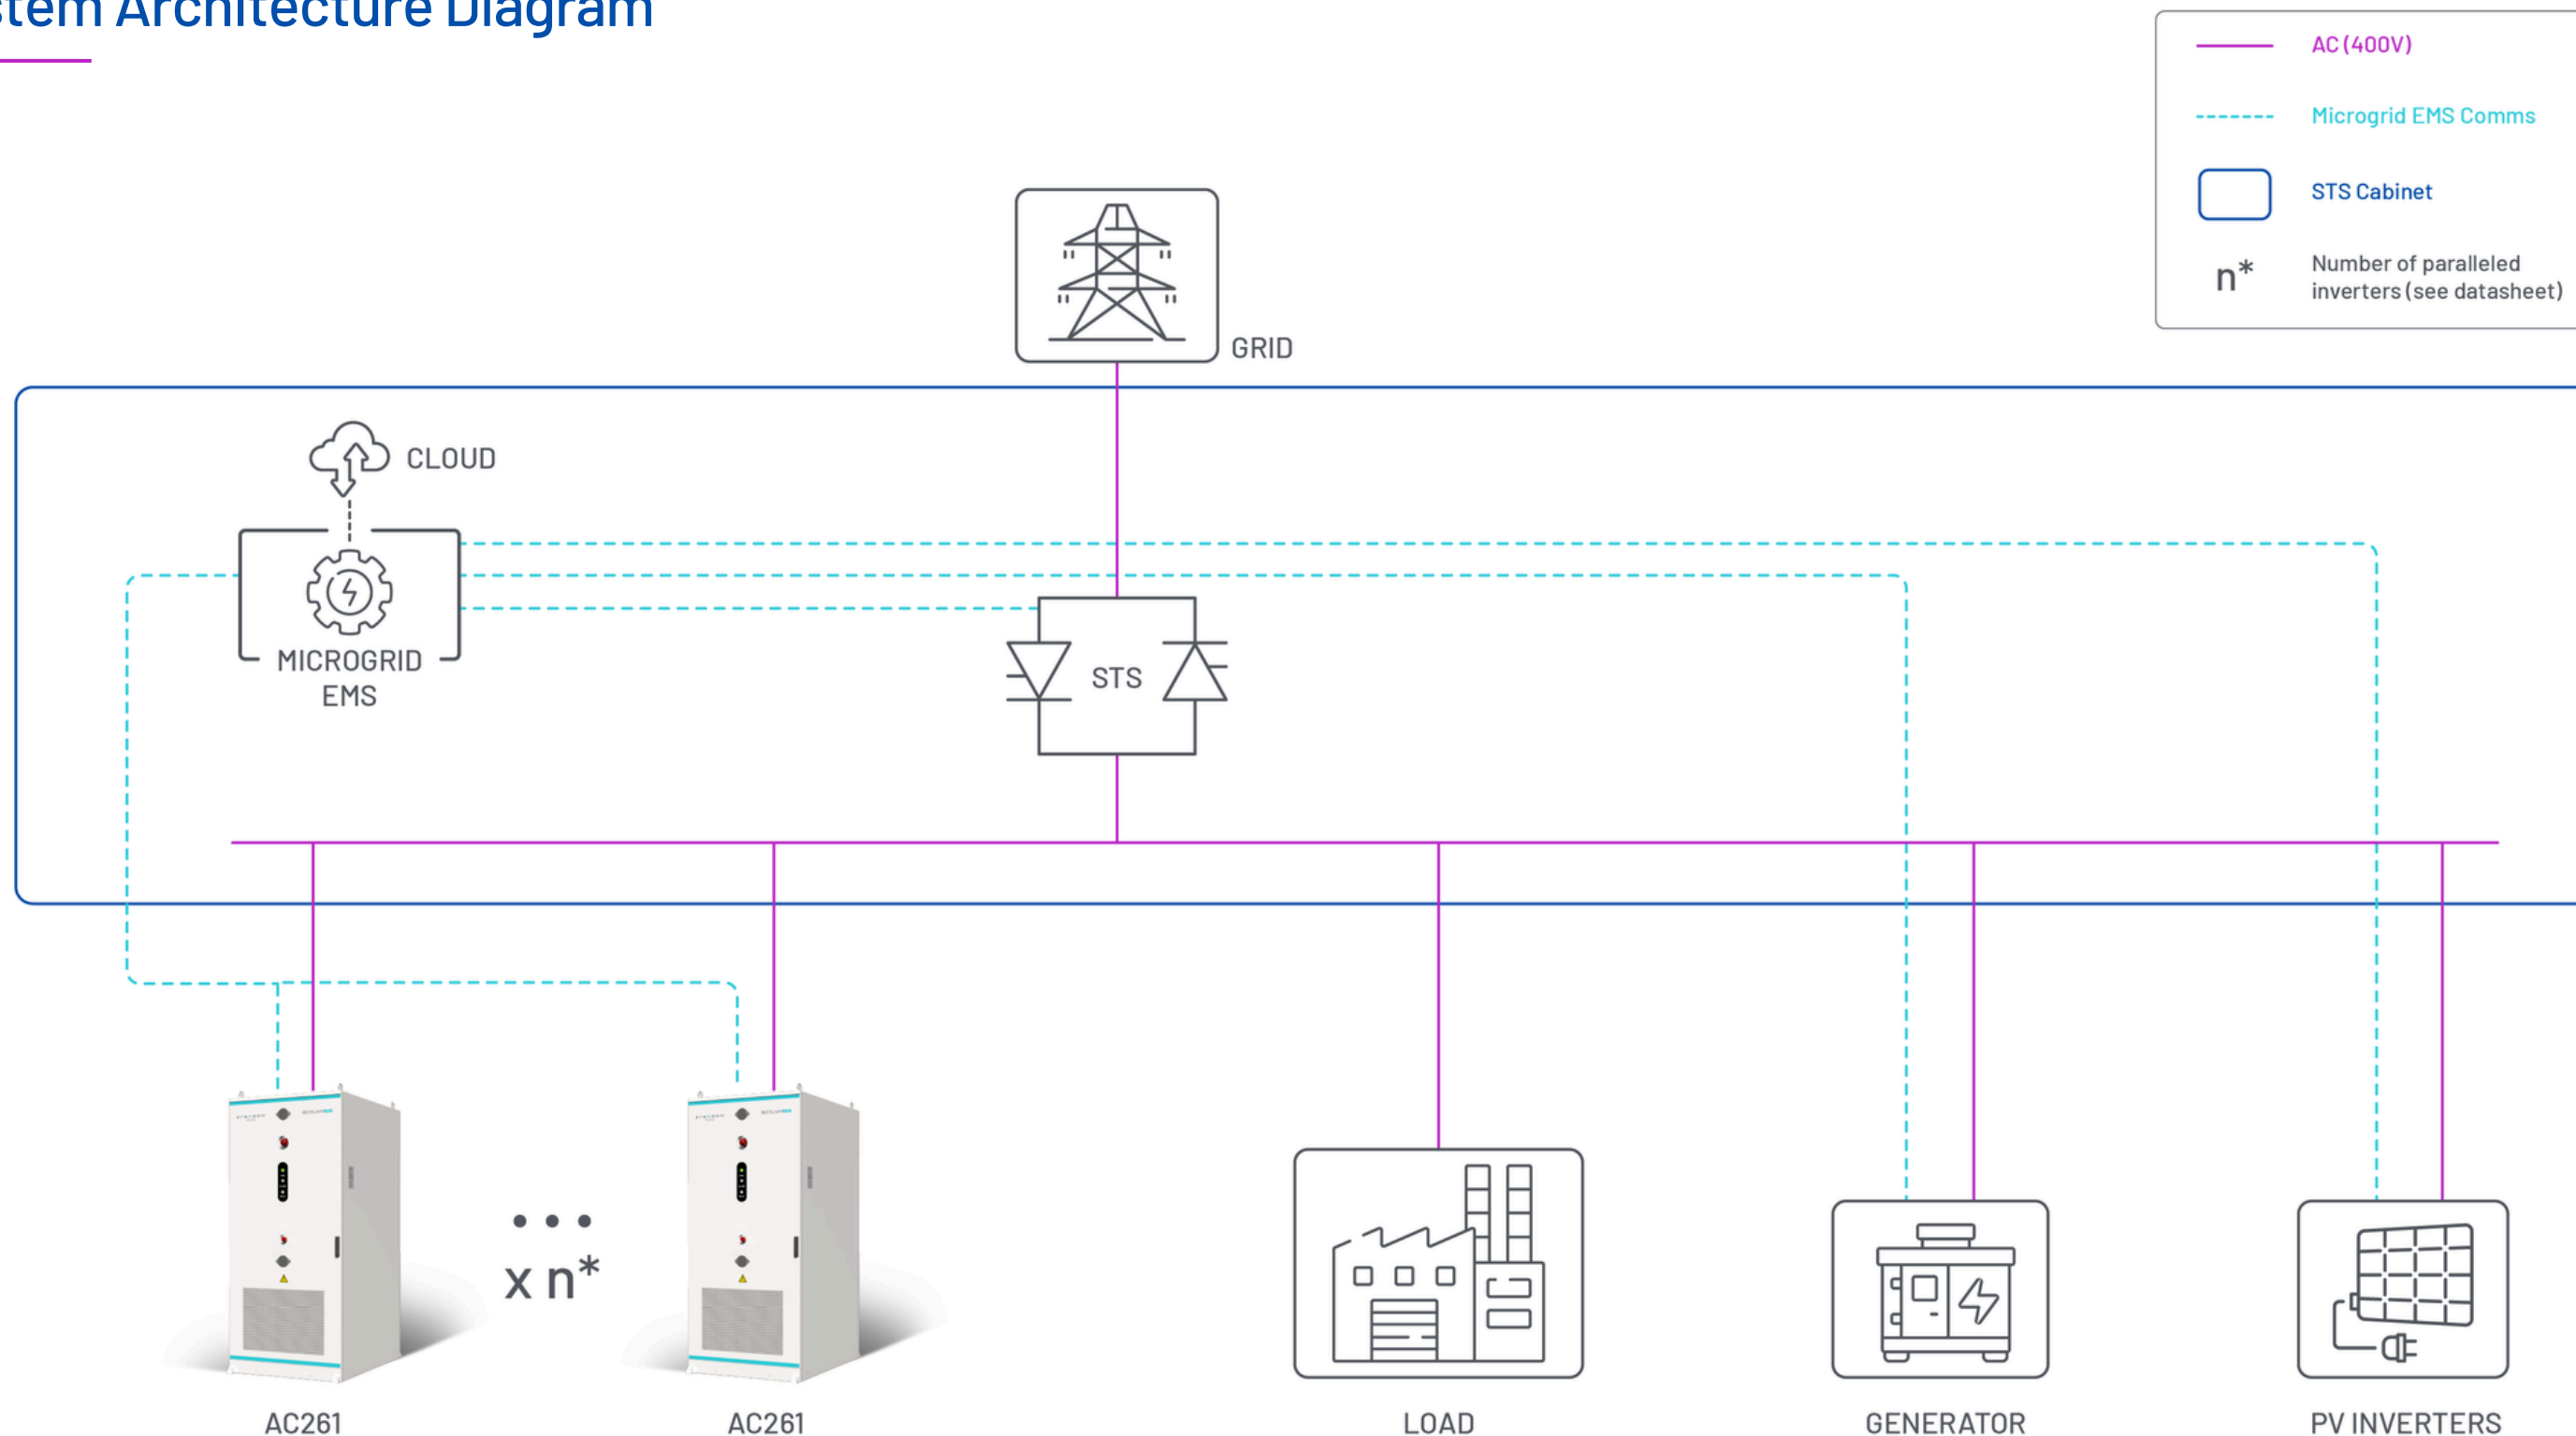 stem Architecture Diagram
AC (400V)
Microgrid EMS Comms
STS Cabinet
n*
Number of paralleled
inverters (see datasheet)
GRID
CLOUD
MICROGRID
EMS
STS
x n*
AC261
AC261
LOAD
GENERATOR
PV INVERTERS